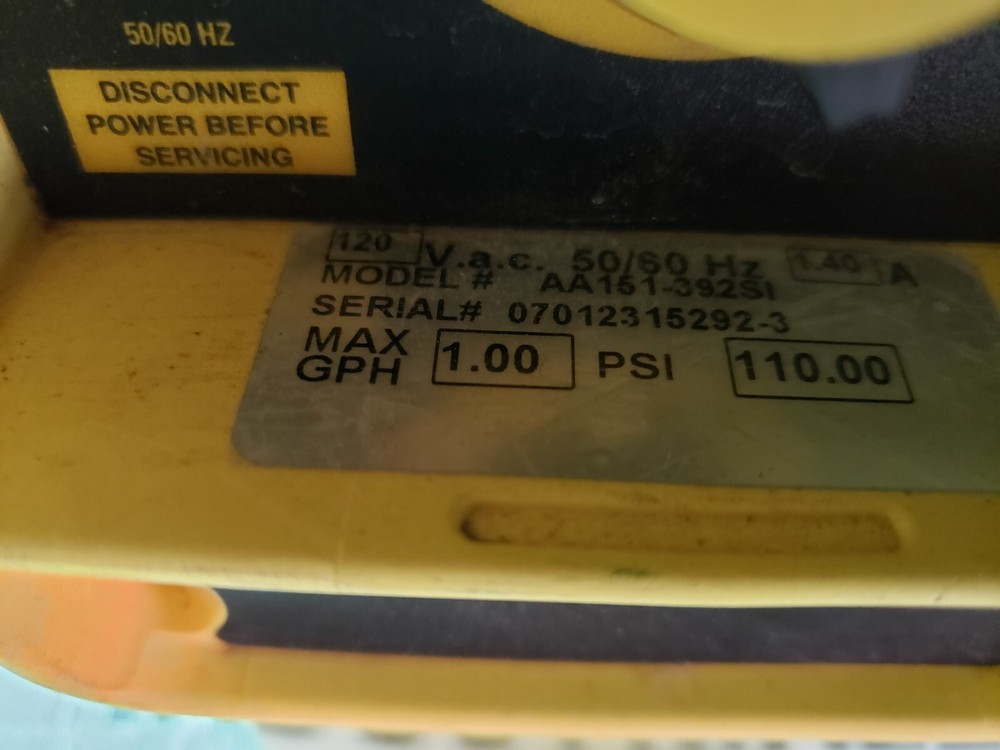 50/60 HZ
DISCONNECT
POWER BEFORE
SERVICING
120 V.a.c. 50/60 Hz 1.40 A
MODEL # AA151-392SI
SERIAL# 07012315292-3
MAX GPH 1.00 PSI 110.00